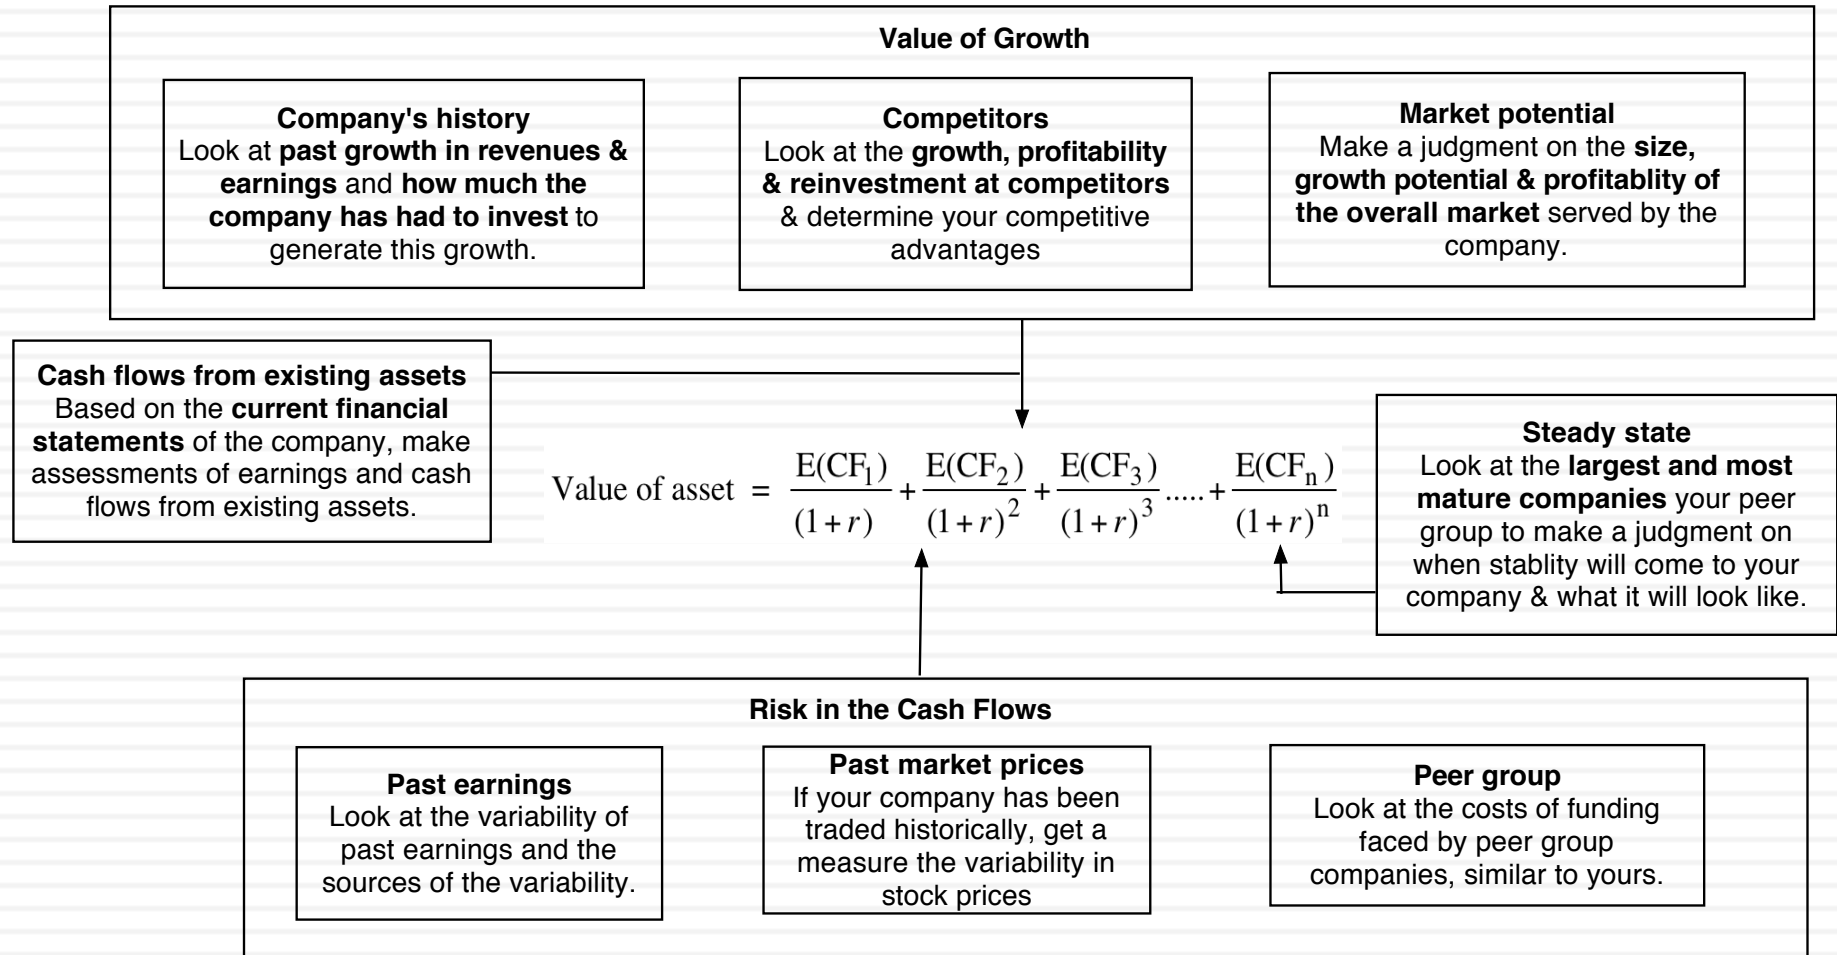 Value of Growth
Company's history
Look at past growth in revenues &
earnings and how much the
company has had to invest to
generate this growth.
Competitors
Look at the growth, profitability
& reinvestment at competitors
& determine your competitive
advantages
Market potential
Make a judgment on the size,
growth potential & profitablity of
the overall market served by the
company.
Cash flows from existing assets
Based on the current financial
statements of the company, make
assessments of earnings and cash
flows from existing assets.
Value of asset = E(CF₁)/(1+r) + E(CF₂)/(1+r)² + E(CF₃)/(1+r)³ ..... + E(CFₙ)/(1+r)ⁿ
Steady state
Look at the largest and most
mature companies your peer
group to make a judgment on
when stablity will come to your
company & what it will look like.
Risk in the Cash Flows
Past earnings
Look at the variability of
past earnings and the
sources of the variability.
Past market prices
If your company has been
traded historically, get a
measure the variability in
stock prices
Peer group
Look at the costs of funding
faced by peer group
companies, similar to yours.